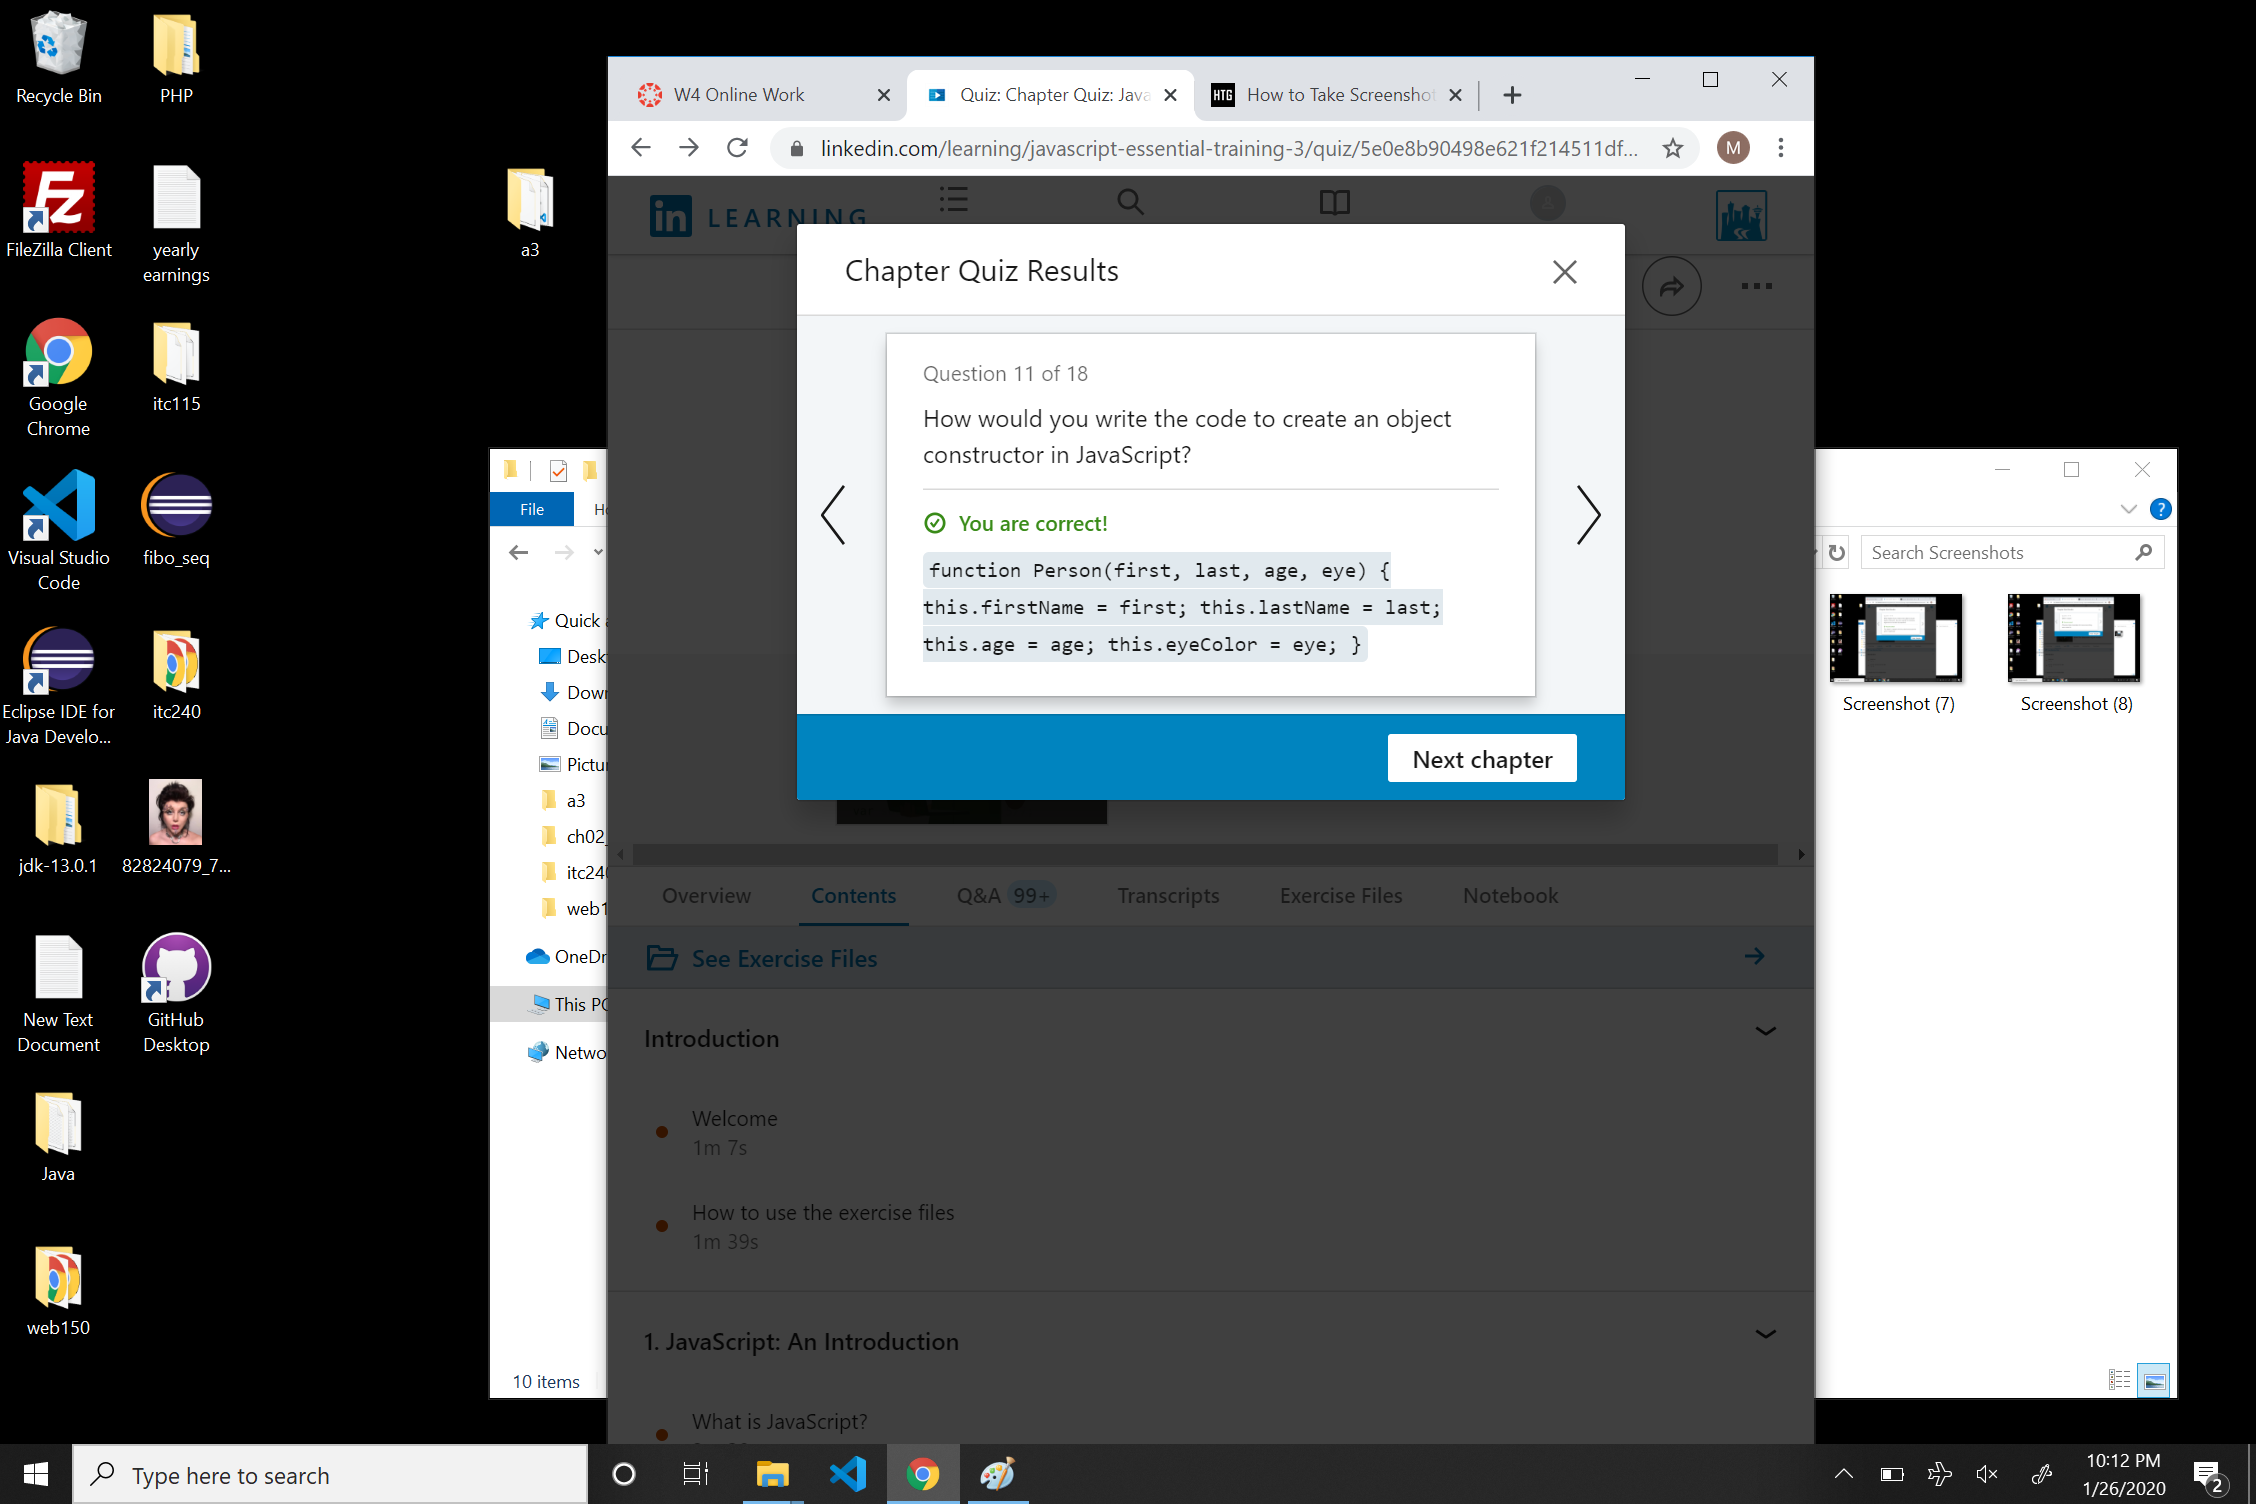 Recycle Bin
PHP
FileZilla Client
yearly
earnings
a3
Google
Chrome
itc115
Visual Studio
Code
fibo_seq
Eclipse IDE for
Java Develo...
itc240
jdk-13.0.1
82824079_7...
New Text
Document
GitHub
Desktop
Java
web150
W4 Online Work
Quiz: Chapter Quiz: Java
HTG
How to Take Screenshot
linkedin.com/learning/javascript-essential-training-3/quiz/5e0e8b90498e621f214511df...
M
in LEARNING
Chapter Quiz Results
Question 11 of 18
How would you write the code to create an object
constructor in JavaScript?
You are correct!
function Person(first, last, age, eye) {
this.firstName = first; this.lastName = last;
this.age = age; this.eyeColor = eye; }
Next chapter
Overview
Contents
Q&A 99+
Transcripts
Exercise Files
Notebook
See Exercise Files
Introduction
Welcome
1m 7s
How to use the exercise files
1m 39s
1. JavaScript: An Introduction
What is JavaScript?
File
Quick
Desk
Down
Docu
Pictu
a3
ch02_
itc240
web1
OneDr
This PC
Netwo
10 items
Search Screenshots
Screenshot (7)
Screenshot (8)
Type here to search
10:12 PM
1/26/2020
2